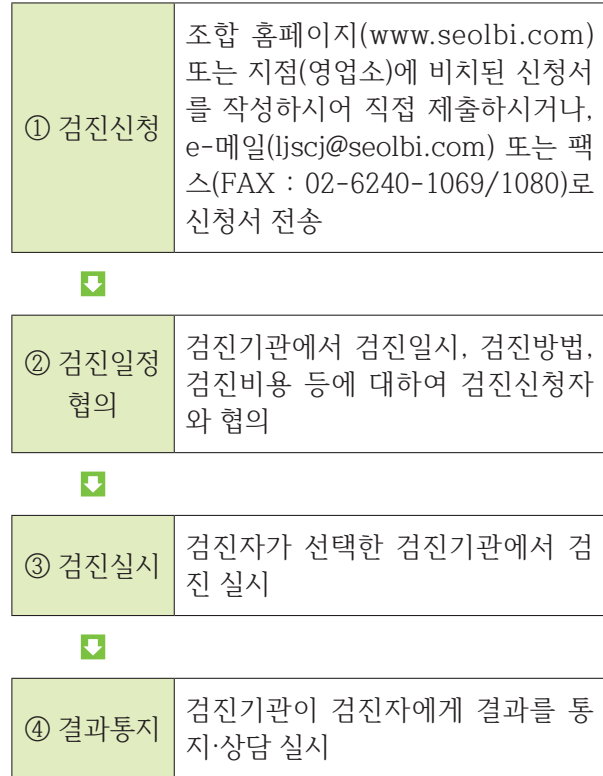 ① 검진신청
조합 홈페이지(www.seolbi.com)
또는 지점(영업소)에 비치된 신청서
를 작성하시어 직접 제출하시거나,
e-메일(ljscj@seolbi.com) 또는 팩
스(FAX : 02-6240-1069/1080)로
신청서 전송
② 검진일정
협의
검진기관에서 검진일시, 검진방법,
검진비용 등에 대하여 검진신청자
와 협의
③ 검진실시
검진자가 선택한 검진기관에서 검
진 실시
④ 결과통지
검진기관이 검진자에게 결과를 통
지·상담 실시